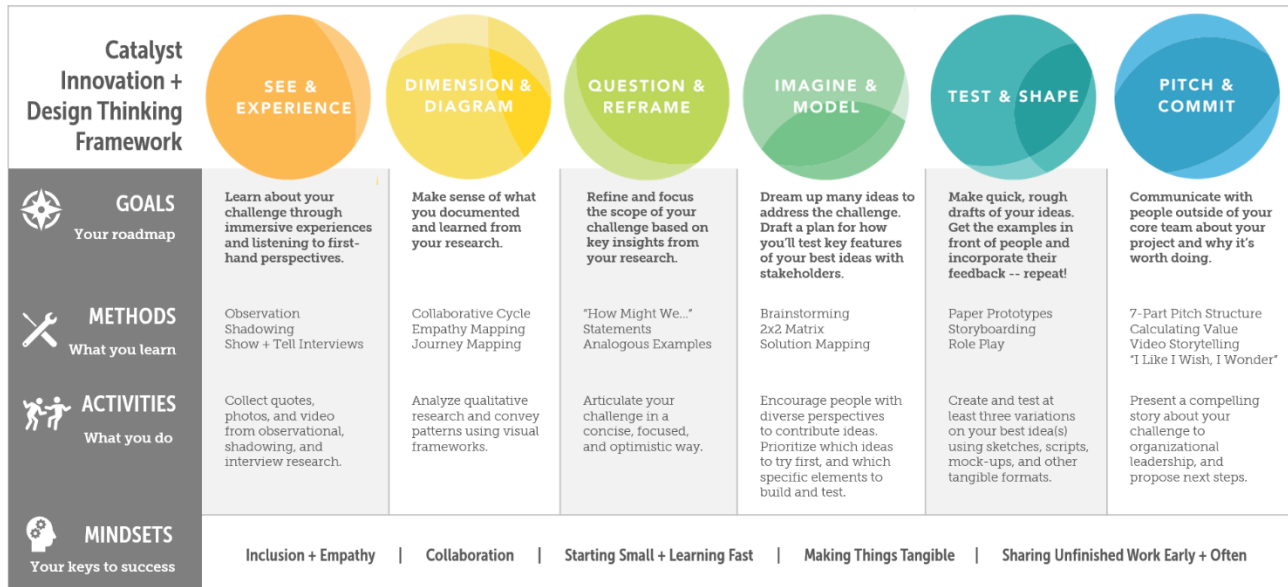 Catalyst
Innovation +
Design Thinking
Framework
SEE &
EXPERIENCE
DIMENSION &
DIAGRAM
QUESTION &
REFRAME
IMAGINE &
MODEL
TEST & SHAPE
PITCH &
COMMIT
GOALS
Your roadmap
Learn about your
challenge through
immersive experiences
and listening to first-
hand perspectives.
Make sense of what
you documented
and learned from
your research.
Refine and focus
the scope of your
challenge based on
key insights from
your research.
Dream up many ideas to
address the challenge.
Draft a plan for how
you'll test key features
of your best ideas with
stakeholders.
Make quick, rough
drafts of your ideas.
Get the examples in
front of people and
incorporate their
feedback -- repeat!
Communicate with
people outside of your
core team about your
project and why it's
worth doing.
METHODS
What you learn
Observation
Shadowing
Show + Tell Interviews
Collaborative Cycle
Empathy Mapping
Journey Mapping
"How Might We..."
Statements
Analogous Examples
Brainstorming
2x2 Matrix
Solution Mapping
Paper Prototypes
Storyboarding
Role Play
7-Part Pitch Structure
Calculating Value
Video Storytelling
"I Like I Wish, I Wonder"
ACTIVITIES
What you do
Collect quotes,
photos, and video
from observational,
shadowing, and
interview research.
Analyze qualitative
research and convey
patterns using visual
frameworks.
Articulate your
challenge in a
concise, focused,
and optimistic way.
Encourage people with
diverse perspectives
to contribute ideas.
Prioritize which ideas
to try first, and which
specific elements to
build and test.
Create and test at
least three variations
on your best idea(s)
using sketches, scripts,
mock-ups, and other
tangible formats.
Present a compelling
story about your
challenge to
organizational
leadership, and
propose next steps.
MINDSETS
Your keys to success
Inclusion + Empathy | Collaboration | Starting Small + Learning Fast | Making Things Tangible | Sharing Unfinished Work Early + Often